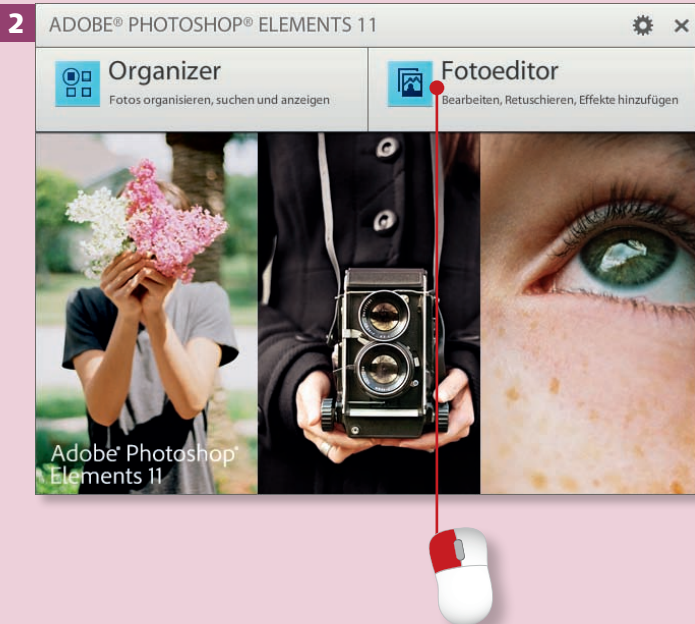 2
ADOBE® PHOTOSHOP® ELEMENTS 11
Organizer
Fotos organisieren, suchen und anzeigen
Fotoeditor
Bearbeiten, Retuschieren, Effekte hinzufügen
Adobe® Photoshop®
Elements 11